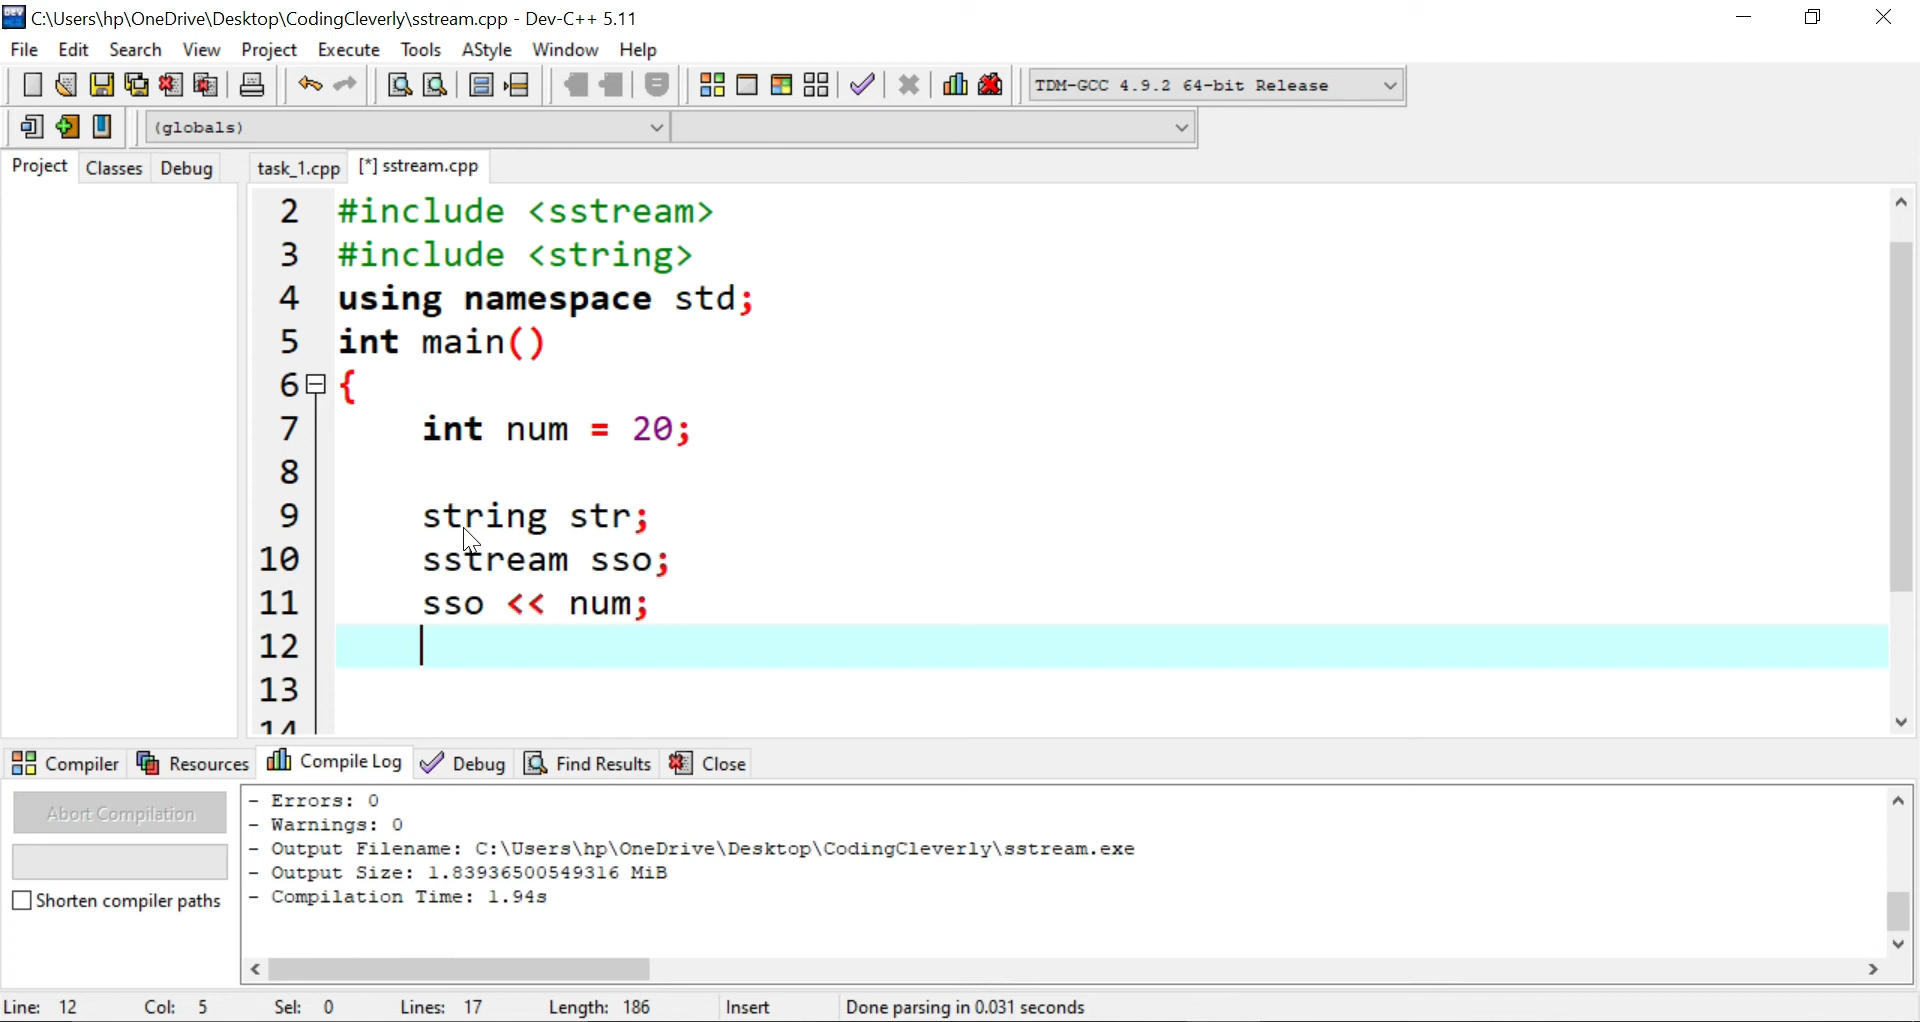 C:\Users\hp\OneDrive\Desktop\CodingCleverly\sstream.cpp - Dev-C++ 5.11
File Edit Search View Project Execute Tools AStyle Window Help
TDM-GCC 4.9.2 64-bit Release
(globals)
Project Classes Debug task_1.cpp [*] sstream.cpp
2 #include <sstream>
3 #include <string>
4 using namespace std;
5 int main()
6 {
7 int num = 20;
8
9 string str;
10 sstream sso;
11 sso << num;
12
13
14
Compiler Resources Compile Log Debug Find Results Close
Abort Compilation
Shorten compiler paths
- Errors: 0
- Warnings: 0
- Output Filename: C:\Users\hp\OneDrive\Desktop\CodingCleverly\sstream.exe
- Output Size: 1.83936500549316 MiB
- Compilation Time: 1.94s
Line: 12 Col: 5 Sel: 0 Lines: 17 Length: 186 Insert Done parsing in 0.031 seconds